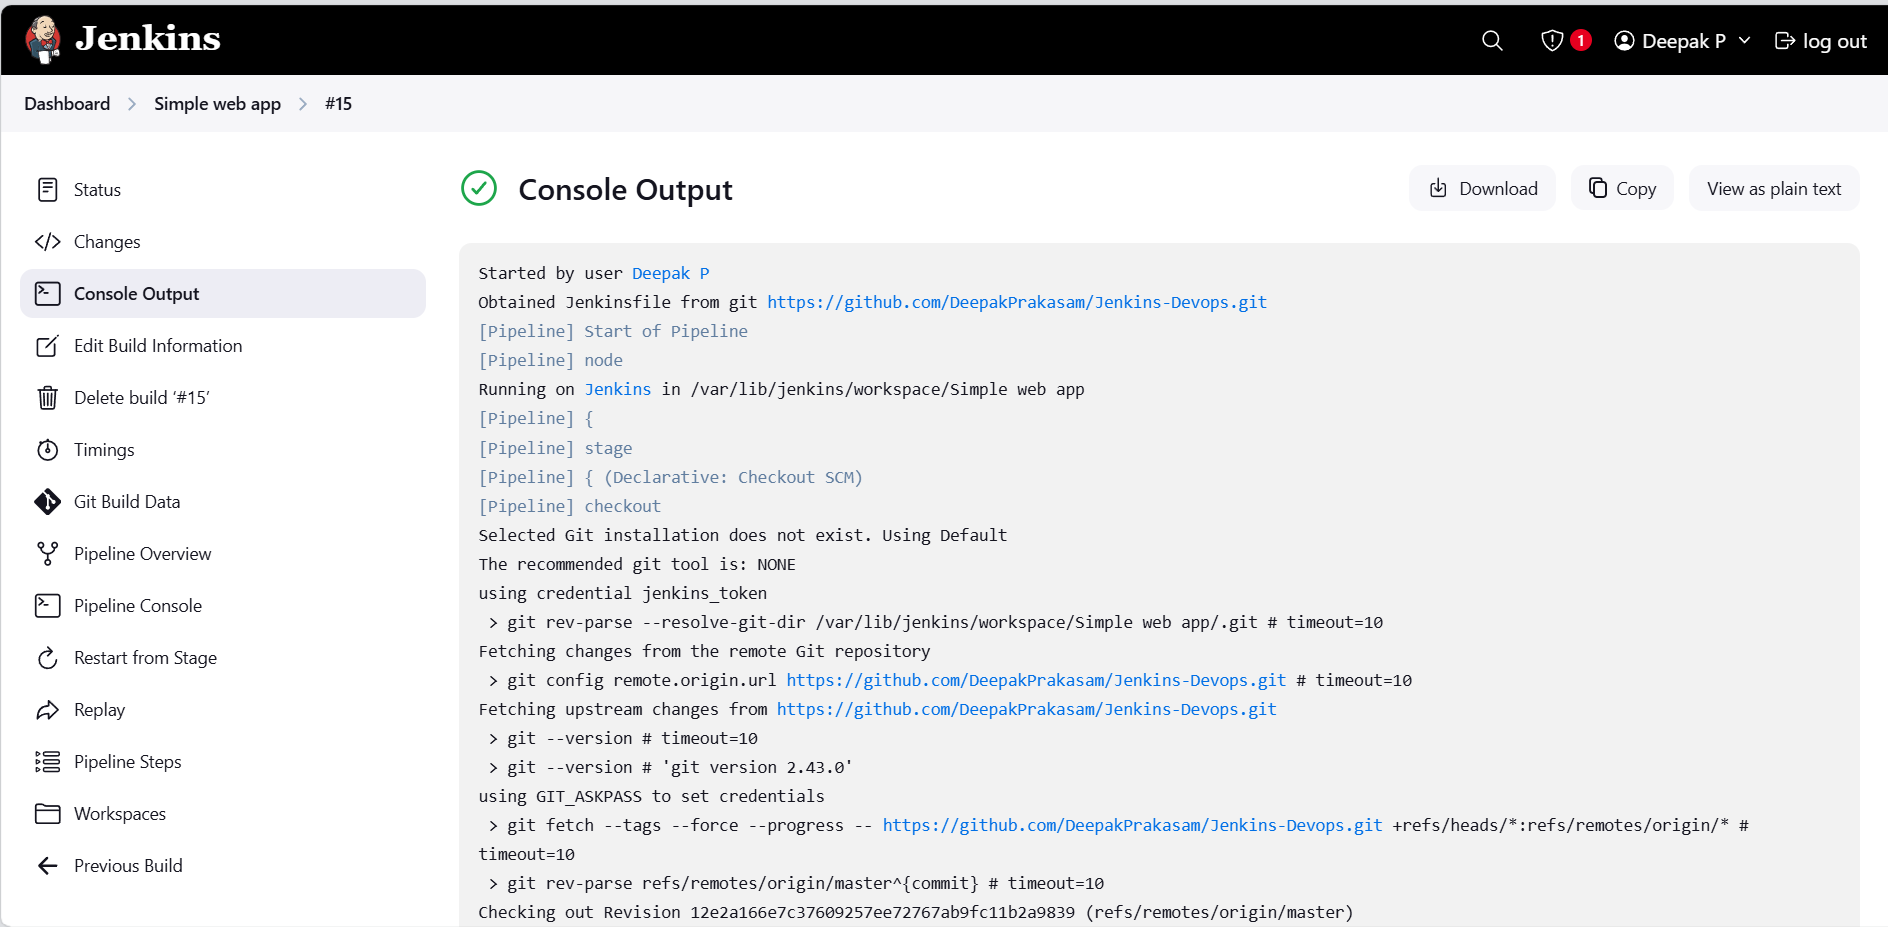 Jenkins
1
Deepak P
log out
Dashboard
Simple web app
#15
Status
Changes
Console Output
Edit Build Information
Delete build ‘#15’
Timings
Git Build Data
Pipeline Overview
Pipeline Console
Restart from Stage
Replay
Pipeline Steps
Workspaces
Previous Build
Console Output
Download
Copy
View as plain text
Started by user Deepak P
Obtained Jenkinsfile from git https://github.com/DeepakPrakasam/Jenkins-Devops.git
[Pipeline] Start of Pipeline
[Pipeline] node
Running on Jenkins in /var/lib/jenkins/workspace/Simple web app
[Pipeline] {
[Pipeline] stage
[Pipeline] { (Declarative: Checkout SCM)
[Pipeline] checkout
Selected Git installation does not exist. Using Default
The recommended git tool is: NONE
using credential jenkins_token
 > git rev-parse --resolve-git-dir /var/lib/jenkins/workspace/Simple web app/.git # timeout=10
Fetching changes from the remote Git repository
 > git config remote.origin.url https://github.com/DeepakPrakasam/Jenkins-Devops.git # timeout=10
Fetching upstream changes from https://github.com/DeepakPrakasam/Jenkins-Devops.git
 > git --version # timeout=10
 > git --version # 'git version 2.43.0'
using GIT_ASKPASS to set credentials
 > git fetch --tags --force --progress -- https://github.com/DeepakPrakasam/Jenkins-Devops.git +refs/heads/*:refs/remotes/origin/* #
timeout=10
 > git rev-parse refs/remotes/origin/master^{commit} # timeout=10
Checking out Revision 12e2a166e7c37609257ee72767ab9fc11b2a9839 (refs/remotes/origin/master)